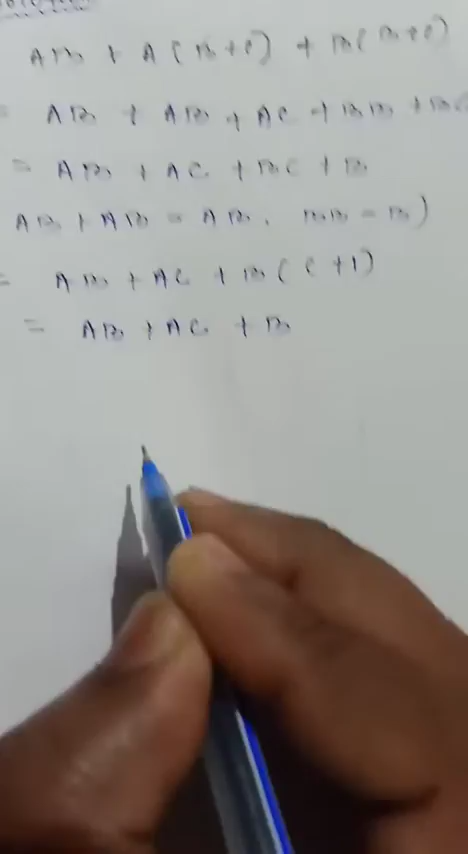 AB + A(B+C) + B(B+C)
= AB + AB + AC + BB + BC
= AB + AC + BC + B
AB + AB = AB, BB = B)
= AB + AC + B(C+1)
= AB + AC + B